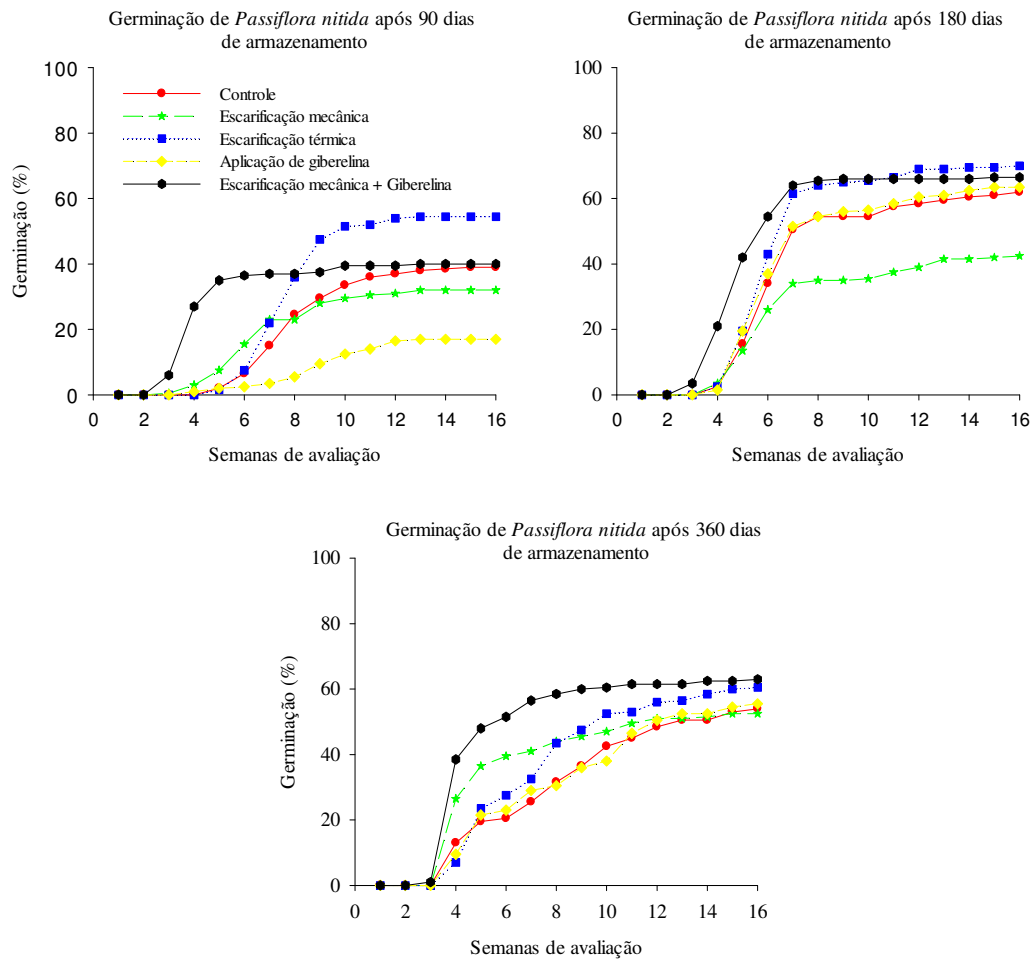 Germinação de Passiflora nitida após 90 dias
de armazenamento
100
80
60
40
20
0
Germinação (%)
Controle
Escarificação mecânica
Escarificação térmica
Aplicação de giberelina
Escarificação mecânica + Giberelina
0 2 4 6 8 10 12 14 16
Semanas de avaliação
Germinação de Passiflora nitida após 180 dias
de armazenamento
100
80
60
40
20
0
0 2 4 6 8 10 12 14 16
Semanas de avaliação
Germinação de Passiflora nitida após 360 dias
de armazenamento
100
80
60
40
20
0
Germinação (%)
0 2 4 6 8 10 12 14 16
Semanas de avaliação